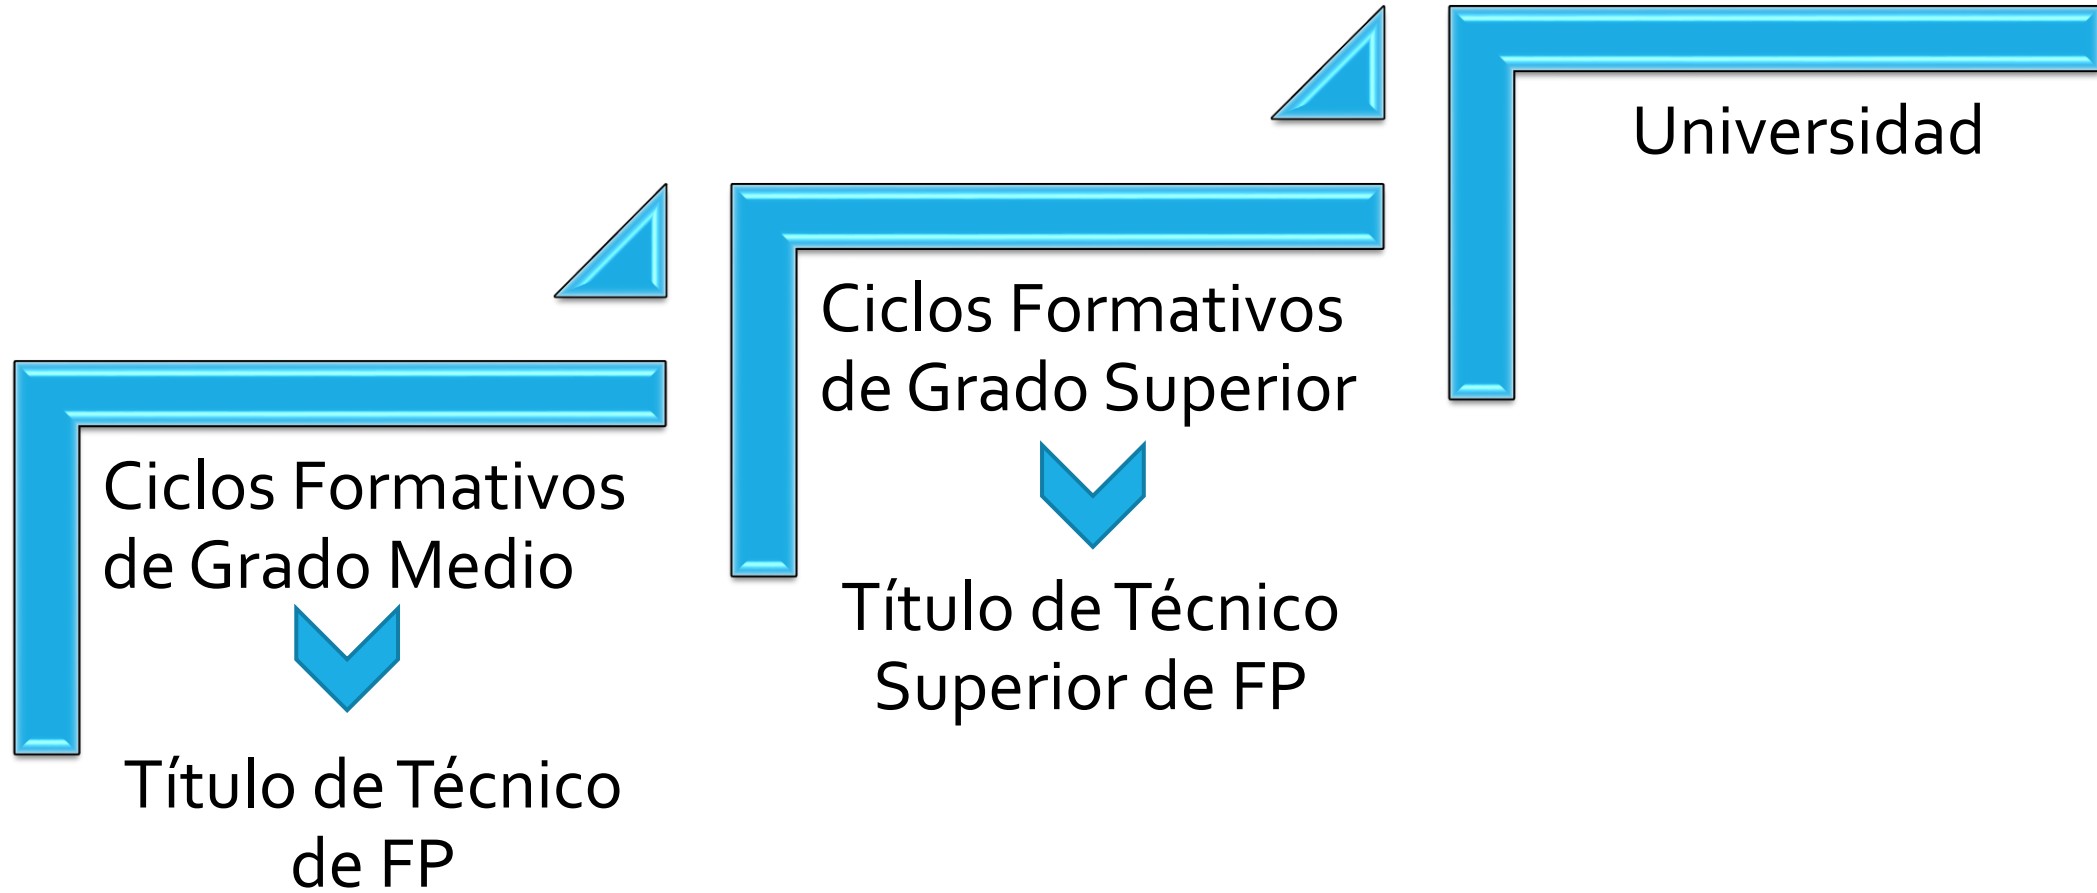 Ciclos Formativos
de Grado Medio
Título de Técnico
de FP
Ciclos Formativos
de Grado Superior
Título de Técnico
Superior de FP
Universidad